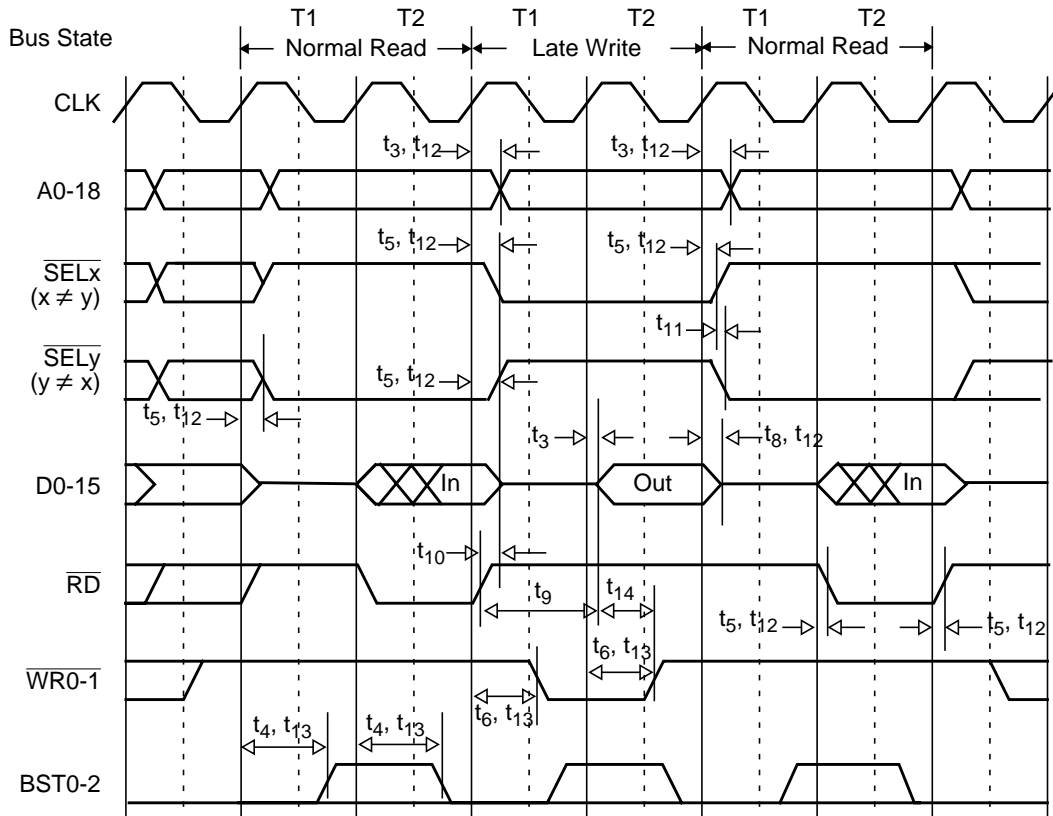 T1 T2 T1 T2 T1 T2
Bus State
Normal Read Late Write Normal Read
CLK
t3, t12 t3, t12
A0-18
t5, t12 t5, t12
SELx
(x ≠ y)
t11
SELy
(y ≠ x)
t5, t12
t5, t12
t3 t8, t12
D0-15 In Out In
t10
RD
t9 t14
t5, t12 t5, t12
t6, t13
WR0-1
t6, t13
t4, t13 t4, t13
BST0-2